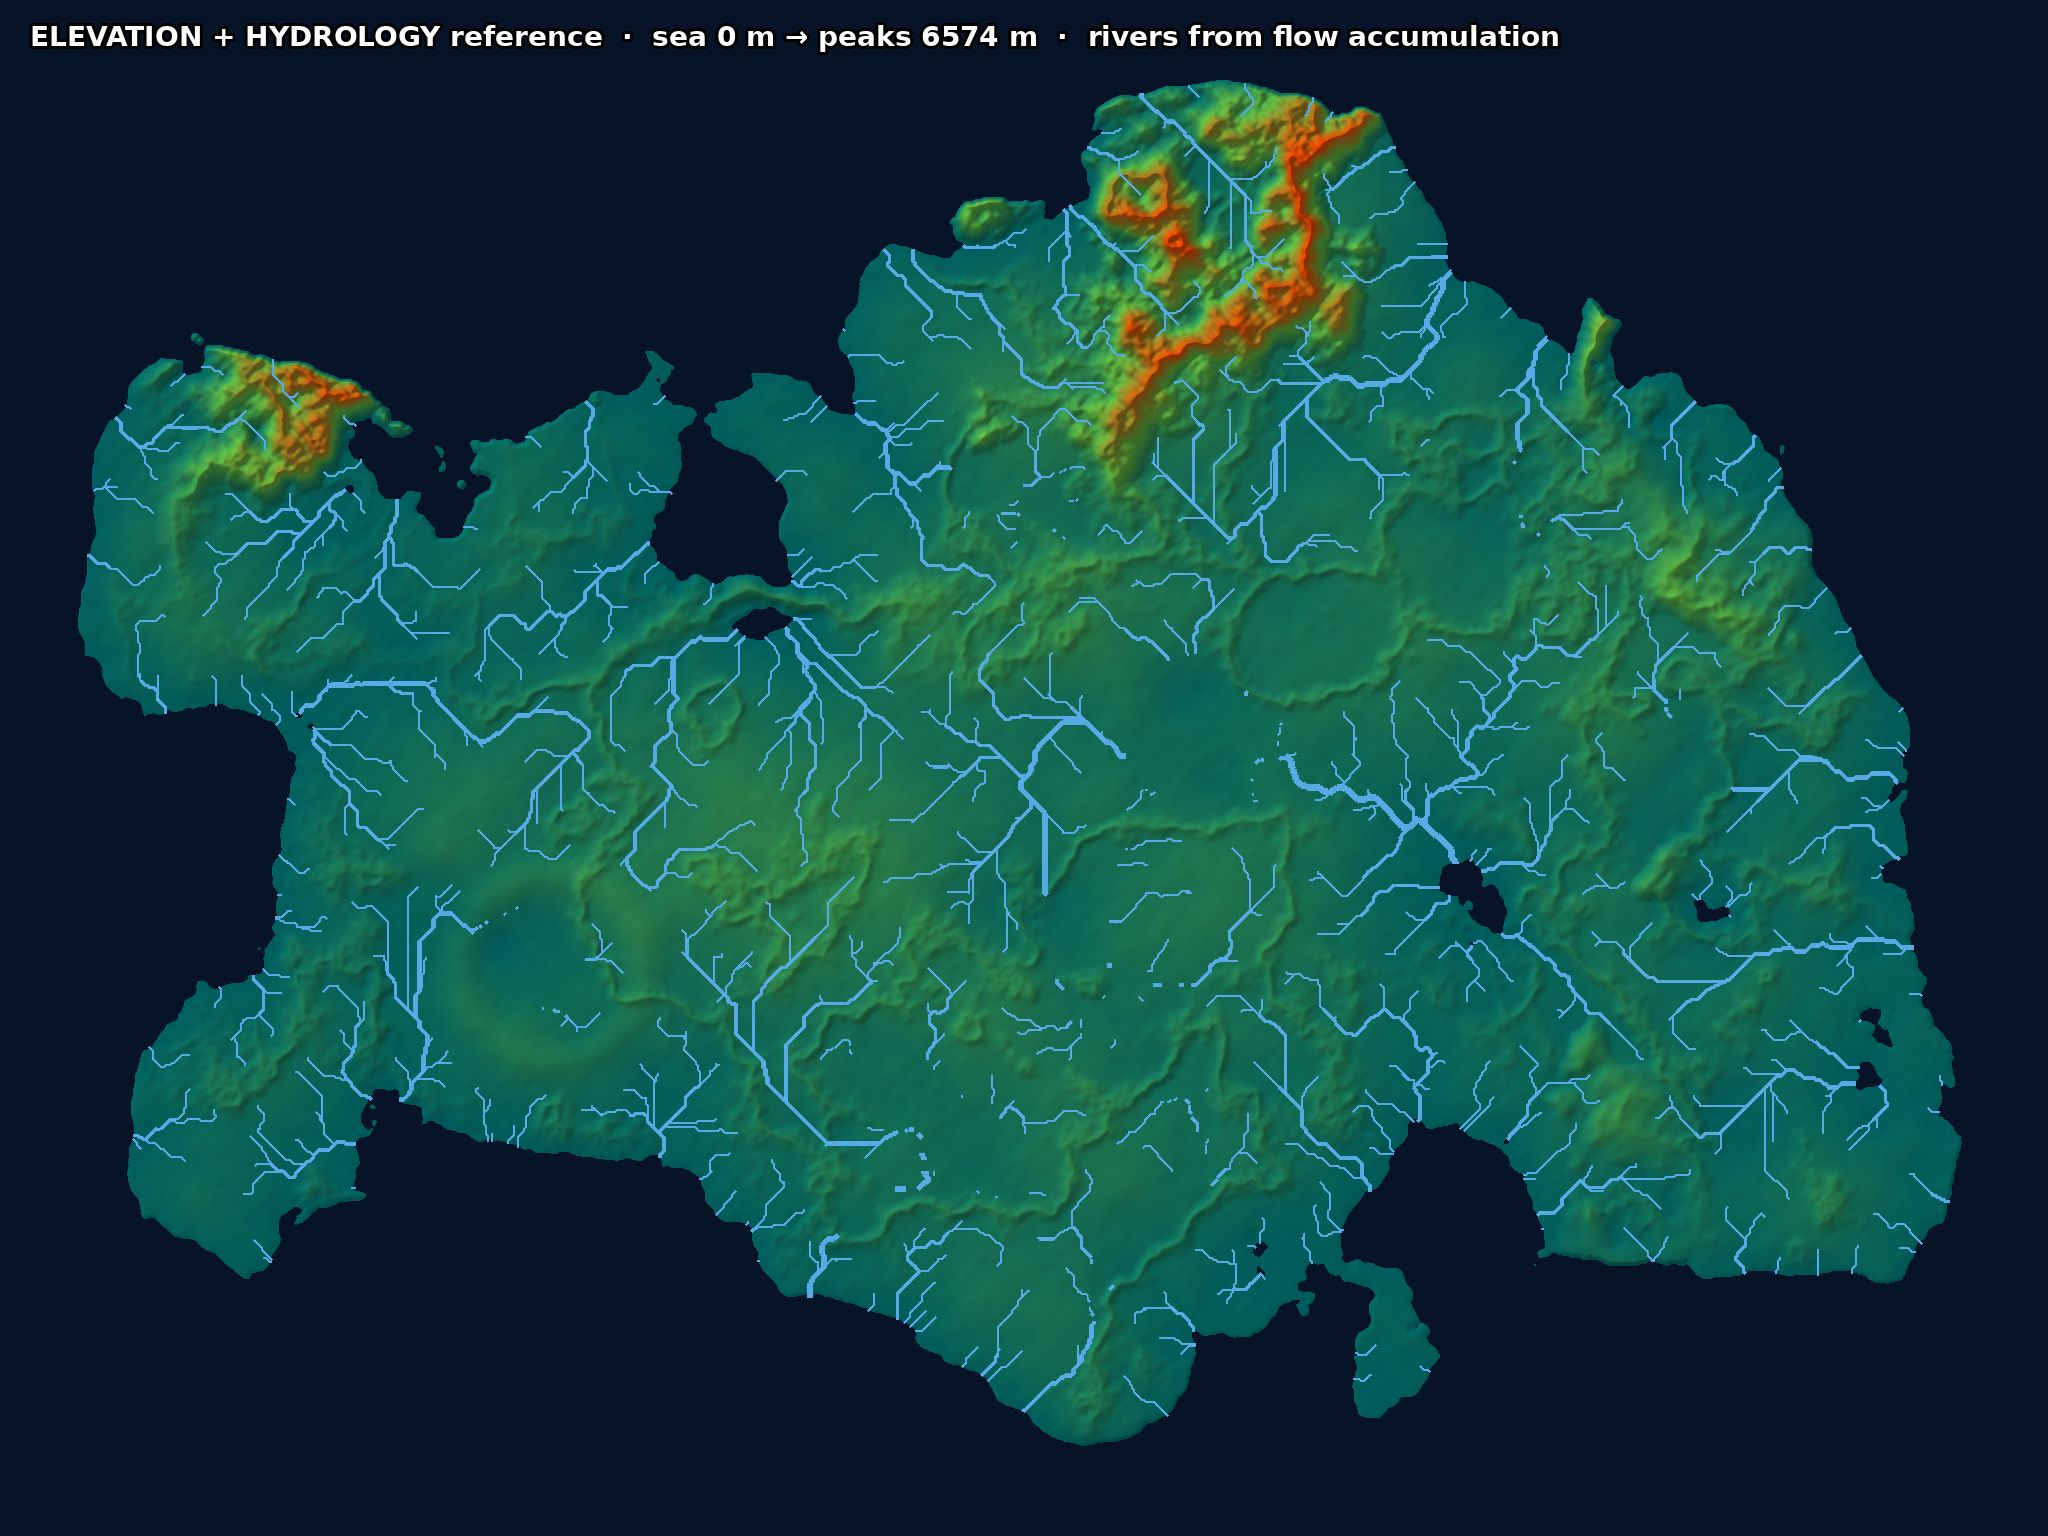 ELEVATION + HYDROLOGY reference · sea 0 m → peaks 6574 m · rivers from flow accumulation